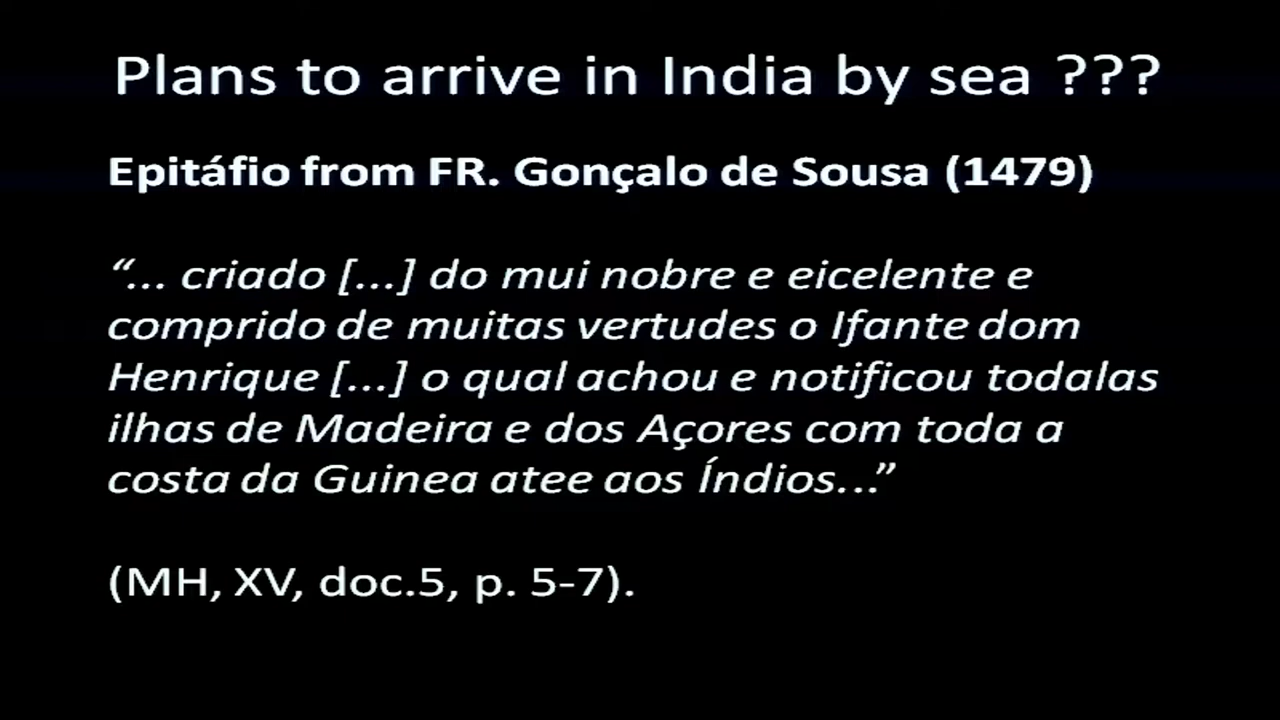 Plans to arrive in India by sea ???
Epitáfio from FR. Gonçalo de Sousa (1479)
“... criado [...] do mui nobre e eicelente e
comprido de muitas vertudes o Ifante dom
Henrique [...] o qual achou e notificou todalas
ilhas de Madeira e dos Açores com toda a
costa da Guinea atee aos Índios...”
(MH, XV, doc.5, p. 5-7).